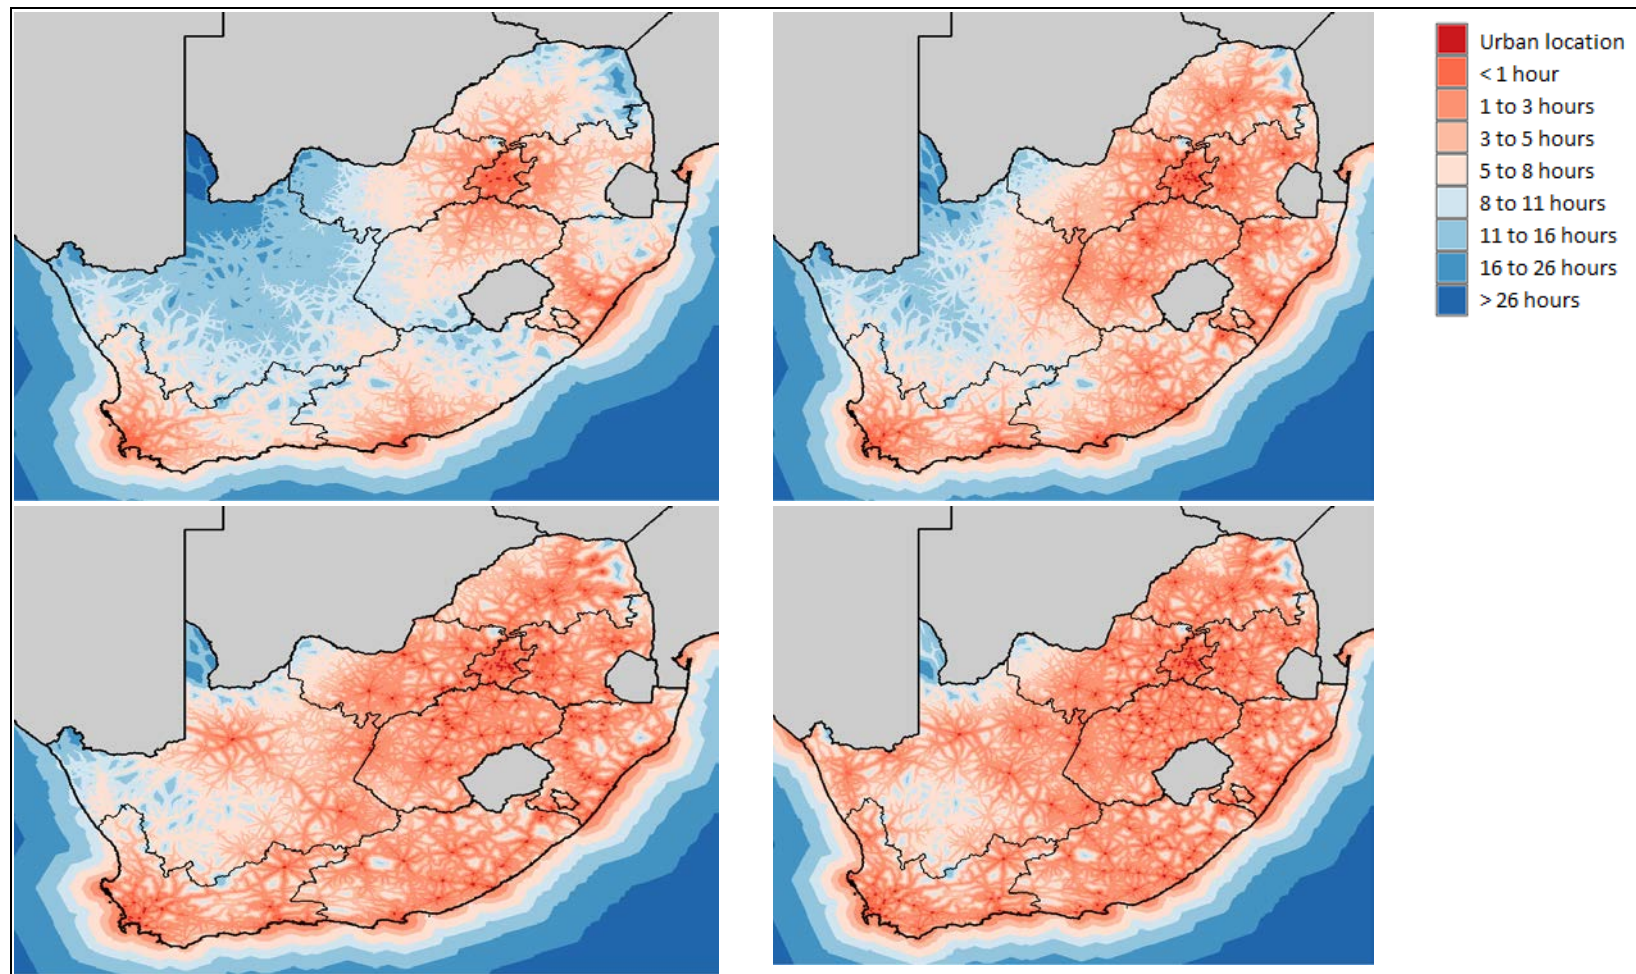 Urban location
< 1 hour
1 to 3 hours
3 to 5 hours
5 to 8 hours
8 to 11 hours
11 to 16 hours
16 to 26 hours
> 26 hours